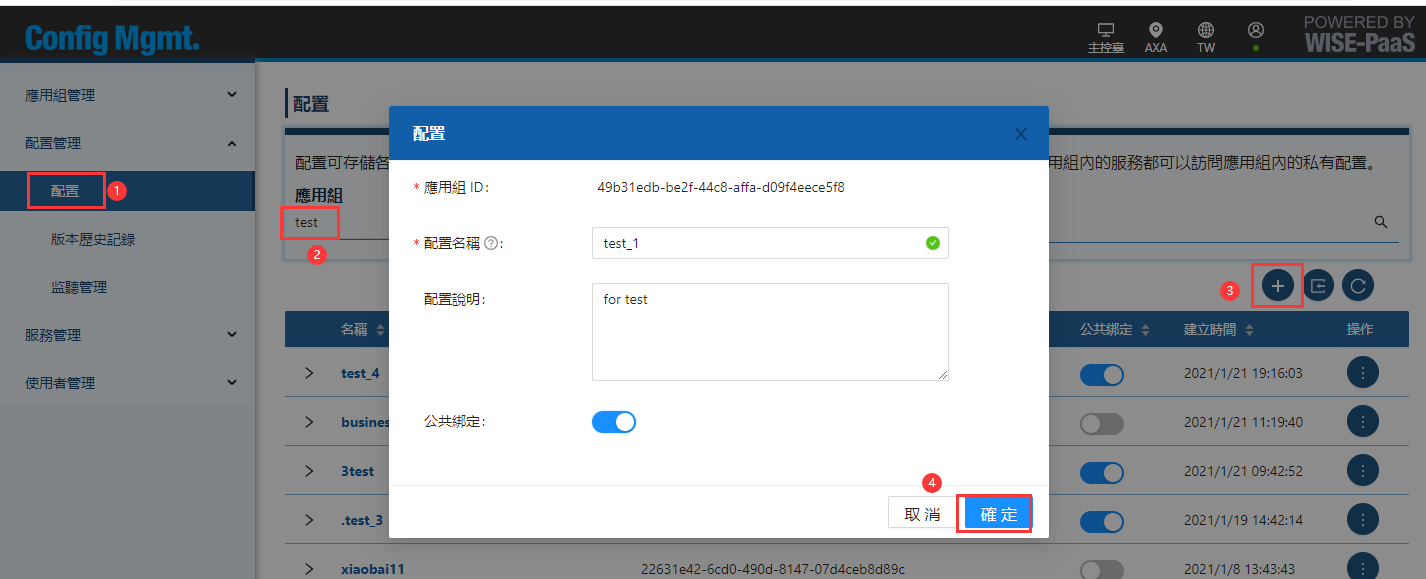 Config Mgmt.
主控臺
AXA
TW
POWERED BY
WISE-PaaS
應用組管理
配置管理
配置
1
版本歷史記錄
监聽管理
服務管理
使用者管理
配置
配置可存儲各
用組內的服務都可以訪問應用組內的私有配置。
應用組
test
2
3
名稱
公共綁定
建立時間
操作
test_4
2021/1/21 19:16:03
busines
2021/1/21 11:19:40
3test
2021/1/21 09:42:52
.test_3
2021/1/19 14:42:14
xiaobai11
22631e42-6cd0-490d-8147-07d4ceb8d89c
2021/1/8 13:43:43
配置
* 應用組 ID:
49b31edb-be2f-44c8-affa-d09f4eece5f8
* 配置名稱 ? :
test_1
配置說明:
for test
公共綁定:
4
取 消
確 定